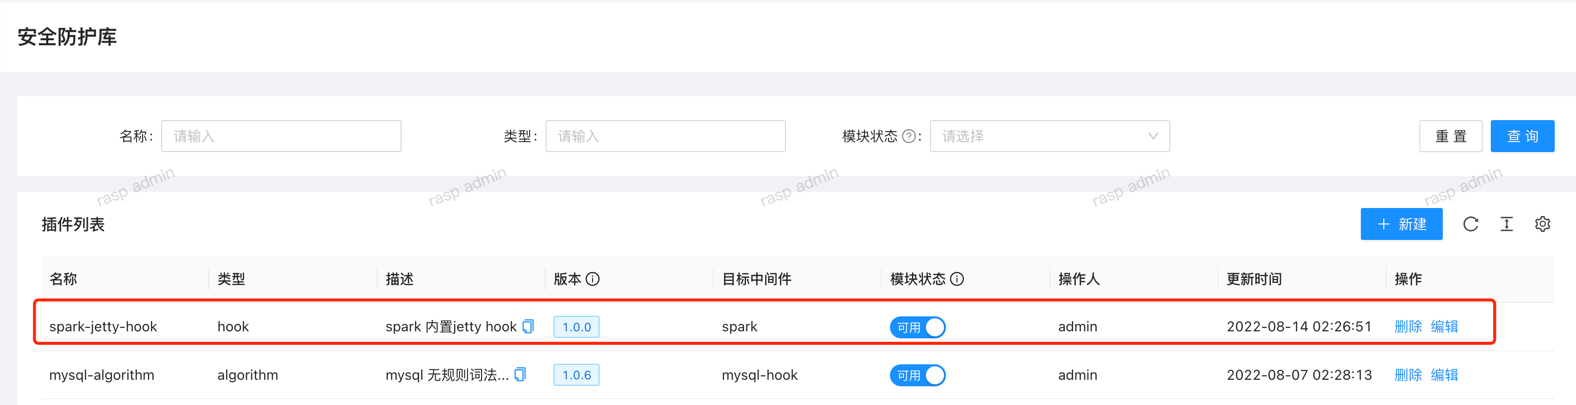 安全防护库
名称: 请输入 类型: 请输入 模块状态 ?: 请选择 重 置 查 询
rasp admin rasp admin rasp admin rasp admin rasp admin
插件列表 + 新建
名称 类型 描述 版本 目标中间件 模块状态 操作人 更新时间 操作
spark-jetty-hook hook spark 内置jetty hook 1.0.0 spark 可用 admin 2022-08-14 02:26:51 删除 编辑
mysql-algorithm algorithm mysql 无规则词法... 1.0.6 mysql-hook 可用 admin 2022-08-07 02:28:13 删除 编辑